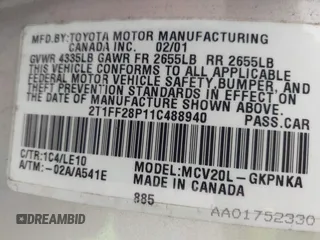 MFD.BY:TOYOTA MOTOR MANUFACTURING
CANADA INC. 02/01
GVWR 4335LB GAWR FR 2655LB RR 2655LB
THIS VEHICLE CONFORMS TO ALL APPLICABLE
FEDERAL MOTOR VEHICLE SAFETY, BUMPER, AND
THEFT PREVENTION STANDARDS IN EFFECT ON
THE DATE OF MANUFACTURE SHOWN ABOVE.
2T1FF28P11C488940 PASS.CAR
C/TR:1C4/LE10 MODEL:MCV20L-GKPNKA
A/TM:-02A/A541E MADE IN CANADA
885
AA01752330
© 2026 BIDMOTORS